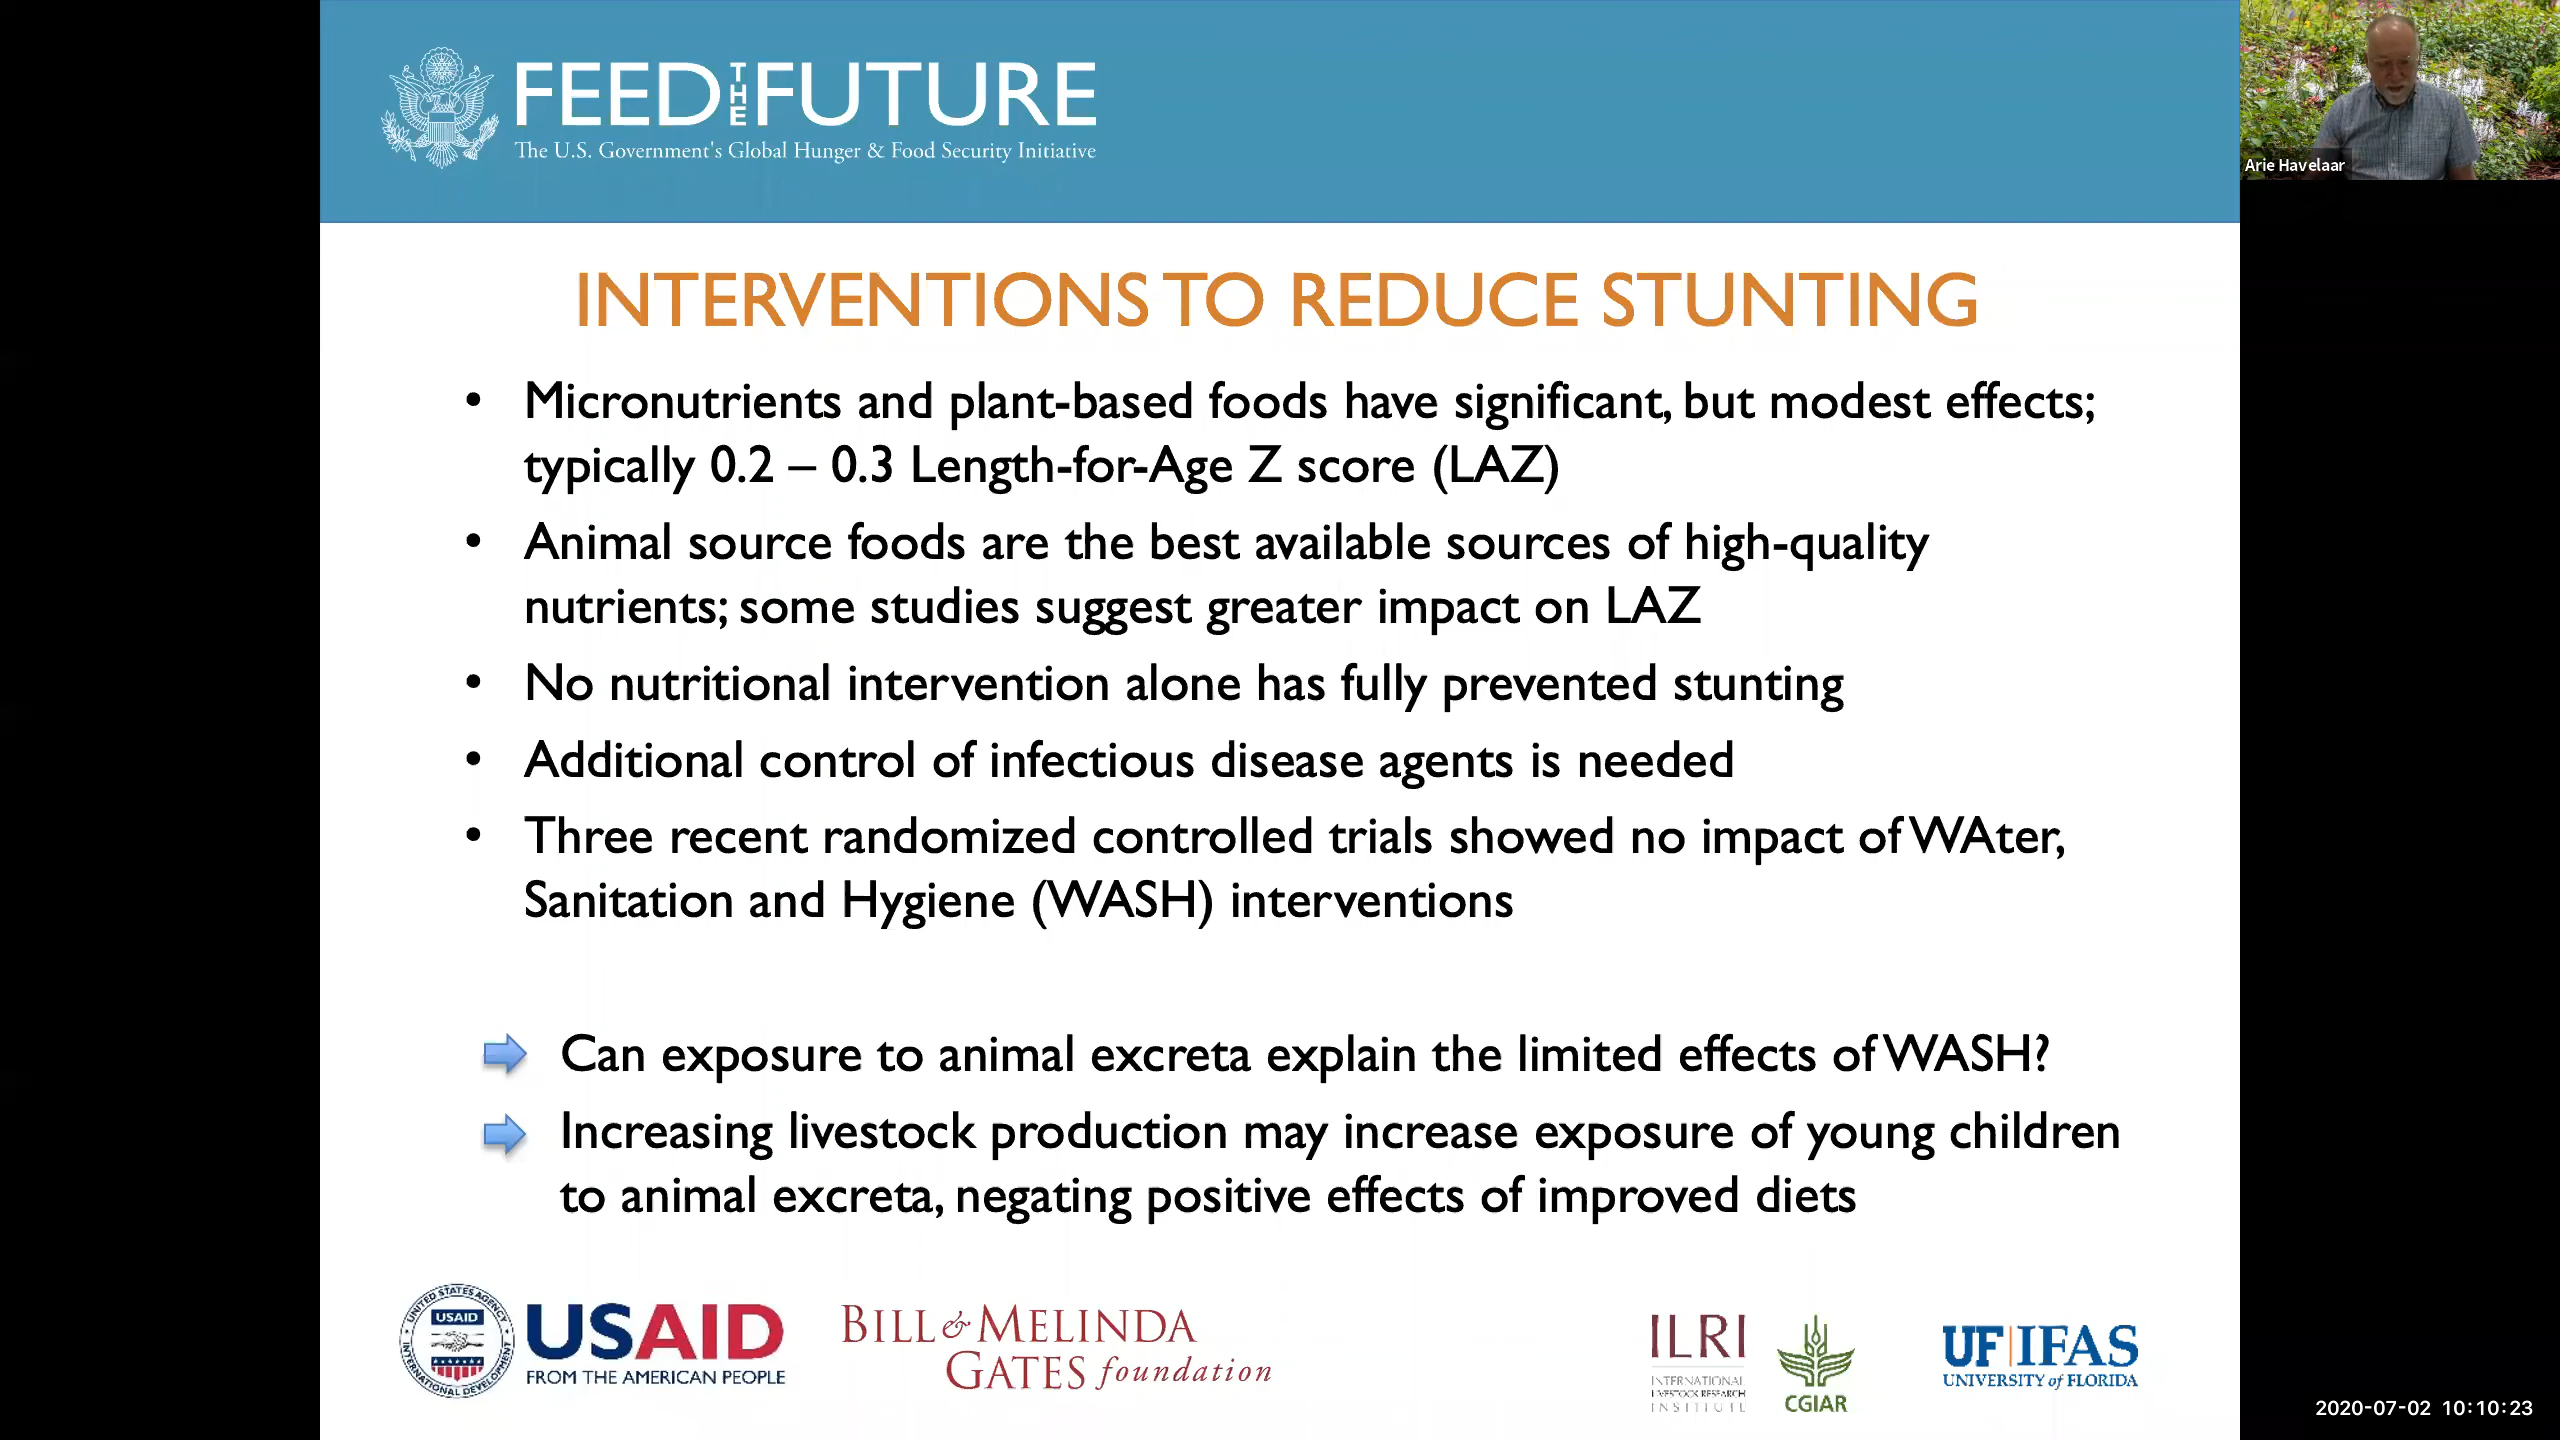 FEED THE FUTURE
The U.S. Government's Global Hunger & Food Security Initiative
Arie Havelaar
INTERVENTIONS TO REDUCE STUNTING
• Micronutrients and plant-based foods have significant, but modest effects;
typically 0.2 – 0.3 Length-for-Age Z score (LAZ)
• Animal source foods are the best available sources of high-quality
nutrients; some studies suggest greater impact on LAZ
• No nutritional intervention alone has fully prevented stunting
• Additional control of infectious disease agents is needed
• Three recent randomized controlled trials showed no impact of WAter,
Sanitation and Hygiene (WASH) interventions
Can exposure to animal excreta explain the limited effects of WASH?
Increasing livestock production may increase exposure of young children
to animal excreta, negating positive effects of improved diets
UNITED STATES AGENCY
INTERNATIONAL DEVELOPMENT
USAID
USAID
FROM THE AMERICAN PEOPLE
BILL & MELINDA
GATES foundation
ILRI
INTERNATIONAL
LIVESTOCK RESEARCH
INSTITUTE
CGIAR
UF IFAS
UNIVERSITY of FLORIDA
2020-07-02 10:10:23